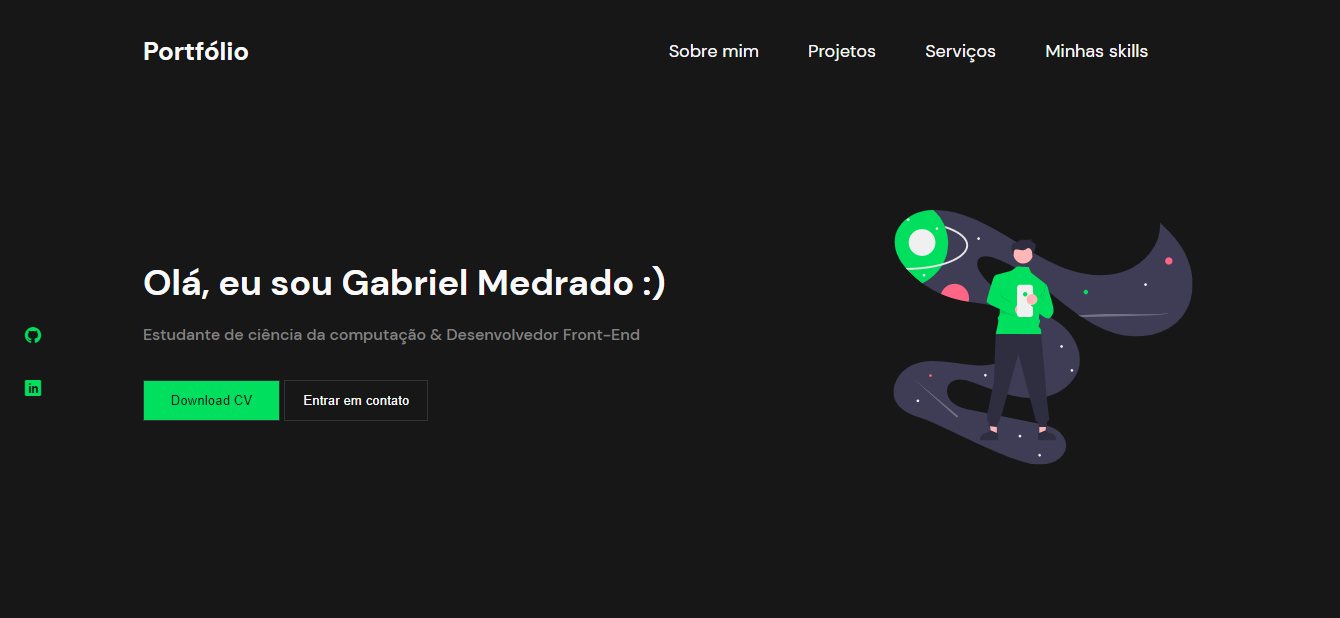 Portfólio
Sobre mim Projetos Serviços Minhas skills
Olá, eu sou Gabriel Medrado :)
Estudante de ciência da computação & Desenvolvedor Front-End
in
Download CV Entrar em contato